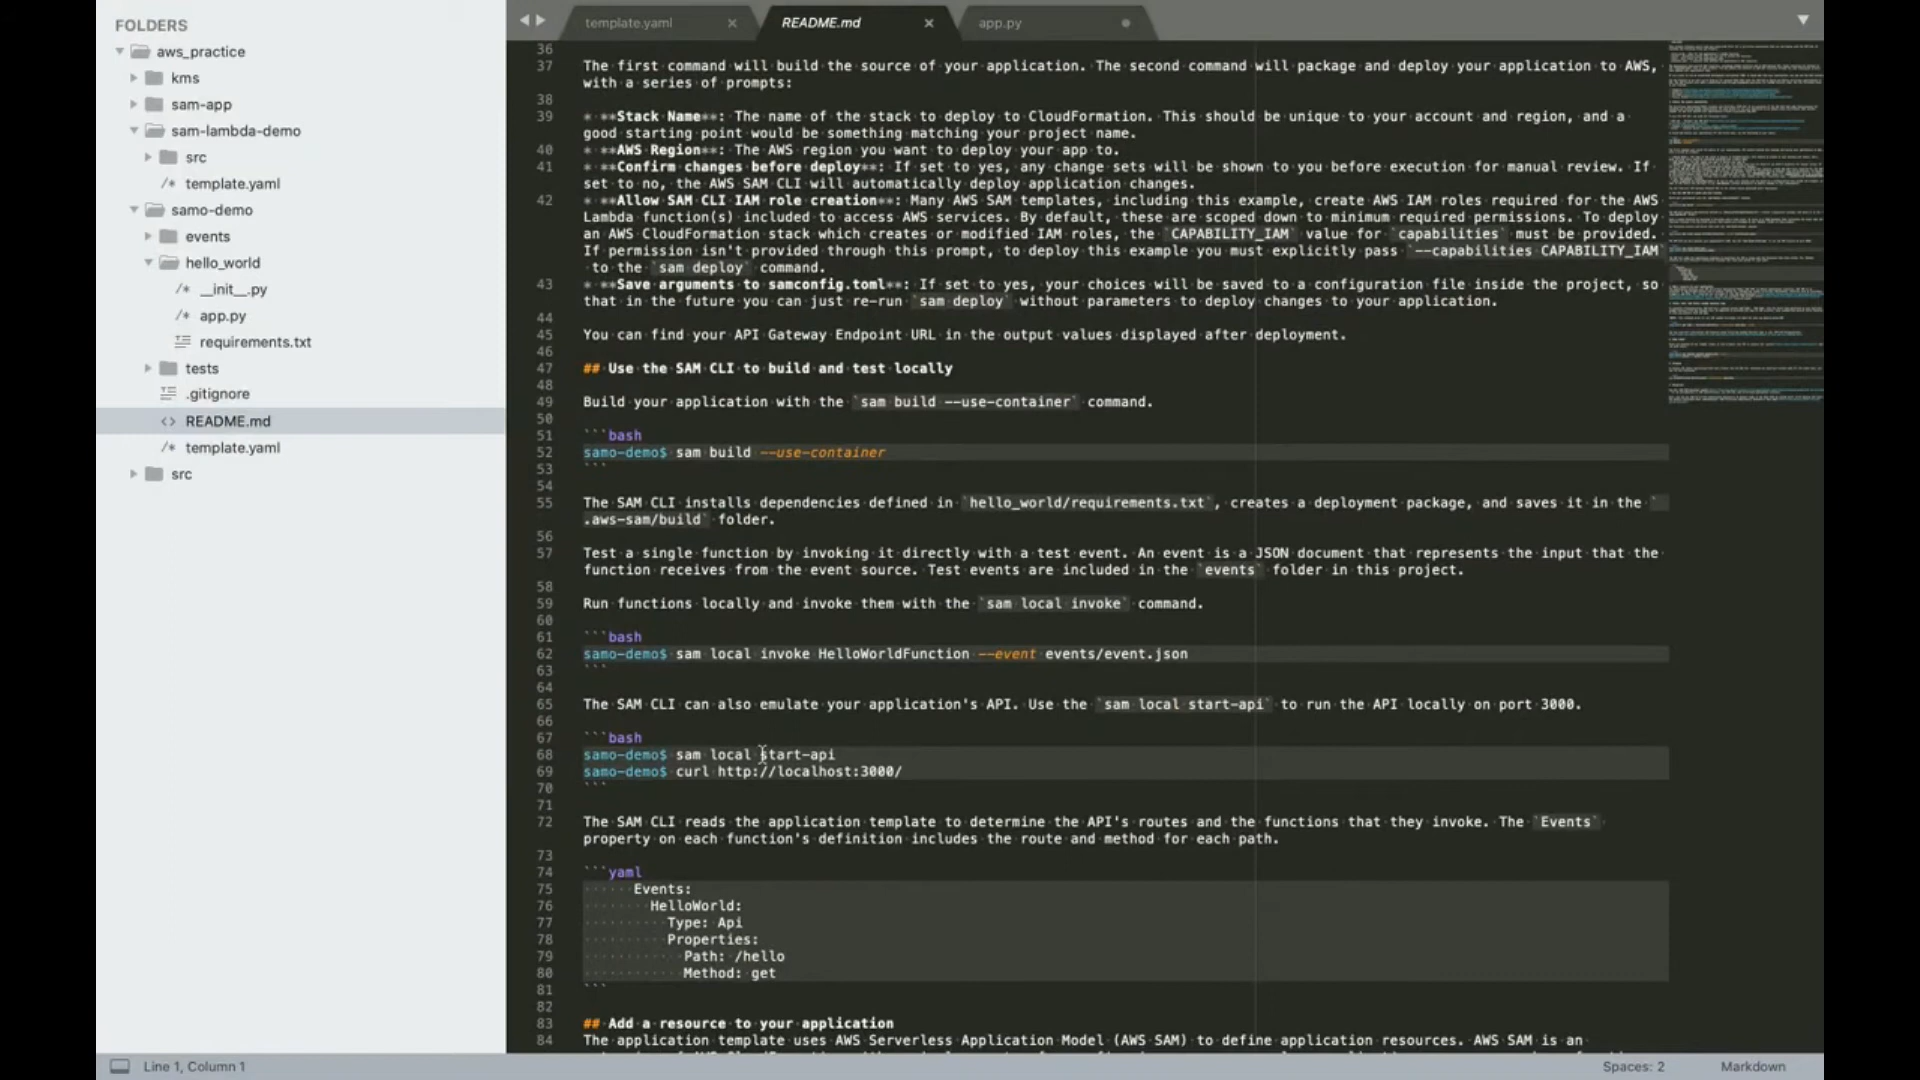 FOLDERS
aws_practice
kms
sam-app
sam-lambda-demo
src
template.yaml
samo-demo
events
hello_world
/* __init__.py
/* app.py
requirements.txt
tests
.gitignore
<> README.md
/* template.yaml
src
template.yaml ×
README.md ×
app.py
36
37 The first command will build the source of your application. The second command will package and deploy your application to AWS,
with a series of prompts:
38
39 * **Stack Name**: The name of the stack to deploy to CloudFormation. This should be unique to your account and region, and a
good starting point would be something matching your project name.
40 * **AWS Region**: The AWS region you want to deploy your app to.
41 * **Confirm changes before deploy**: If set to yes, any change sets will be shown to you before execution for manual review. If
set to no, the AWS SAM CLI will automatically deploy application changes.
42 * **Allow SAM CLI IAM role creation**: Many AWS SAM templates, including this example, create AWS IAM roles required for the AWS
Lambda function(s) included to access AWS services. By default, these are scoped down to minimum required permissions. To deploy
an AWS CloudFormation stack which creates or modified IAM roles, the `CAPABILITY_IAM` value for `capabilities` must be provided.
If permission isn't provided through this prompt, to deploy this example you must explicitly pass `--capabilities CAPABILITY_IAM`
to the `sam deploy` command.
43 * **Save arguments to samconfig.toml**: If set to yes, your choices will be saved to a configuration file inside the project, so
that in the future you can just re-run `sam deploy` without parameters to deploy changes to your application.
44
45 You can find your API Gateway Endpoint URL in the output values displayed after deployment.
46
47 ## Use the SAM CLI to build and test locally
48
49 Build your application with the `sam build --use-container` command.
50
51 ```bash
52 samo-demo$ sam build --use-container
53 ```
54
55 The SAM CLI installs dependencies defined in `hello_world/requirements.txt`, creates a deployment package, and saves it in the `
.aws-sam/build` folder.
56
57 Test a single function by invoking it directly with a test event. An event is a JSON document that represents the input that the
function receives from the event source. Test events are included in the `events` folder in this project.
58
59 Run functions locally and invoke them with the `sam local invoke` command.
60
61 ```bash
62 samo-demo$ sam local invoke HelloWorldFunction --event events/event.json
63 ```
64
65 The SAM CLI can also emulate your application's API. Use the `sam local start-api` to run the API locally on port 3000.
66
67 ```bash
68 samo-demo$ sam local start-api
69 samo-demo$ curl http://localhost:3000/
70 ```
71
72 The SAM CLI reads the application template to determine the API's routes and the functions that they invoke. The `Events`
property on each function's definition includes the route and method for each path.
73
74 ```yaml
75 Events:
76 HelloWorld:
77 Type: Api
78 Properties:
79 Path: /hello
80 Method: get
81 ```
82
83 ## Add a resource to your application
84 The application template uses AWS Serverless Application Model (AWS SAM) to define application resources. AWS SAM is an
Line 1, Column 1
Spaces: 2
Markdown